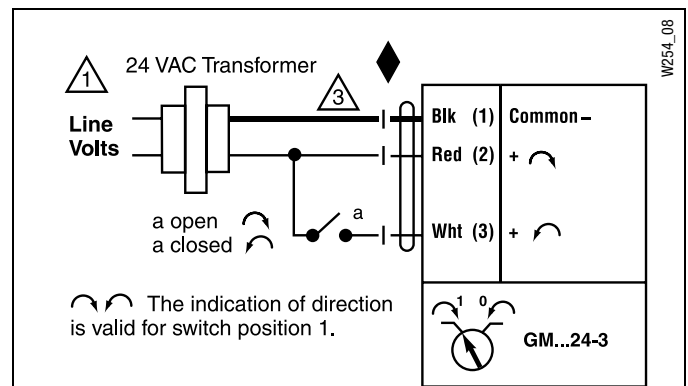 W254_08
1
24 VAC Transformer
3
Line
Volts
Blk (1) Common –
Red (2) +
a
Wht (3) +
a open
a closed
The indication of direction
is valid for switch position 1.
1 0
GM...24-3